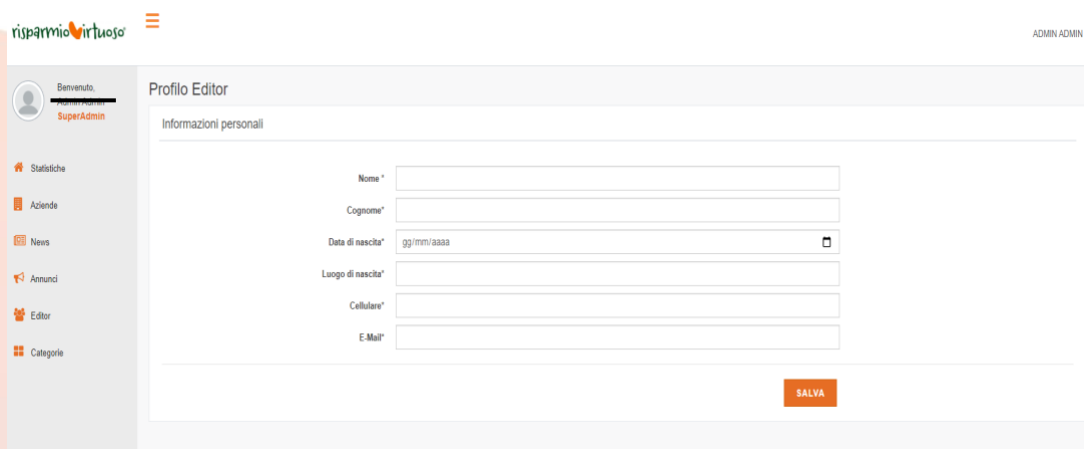 risparmioVirtuoso
ADMIN ADMIN
Benvenuto,
SuperAdmin
Statistiche
Aziende
News
Annunci
Editor
Categorie
Profilo Editor
Informazioni personali
Nome *
Cognome*
Data di nascita* gg/mm/aaaa
Luogo di nascita*
Cellulare*
E-Mail*
SALVA